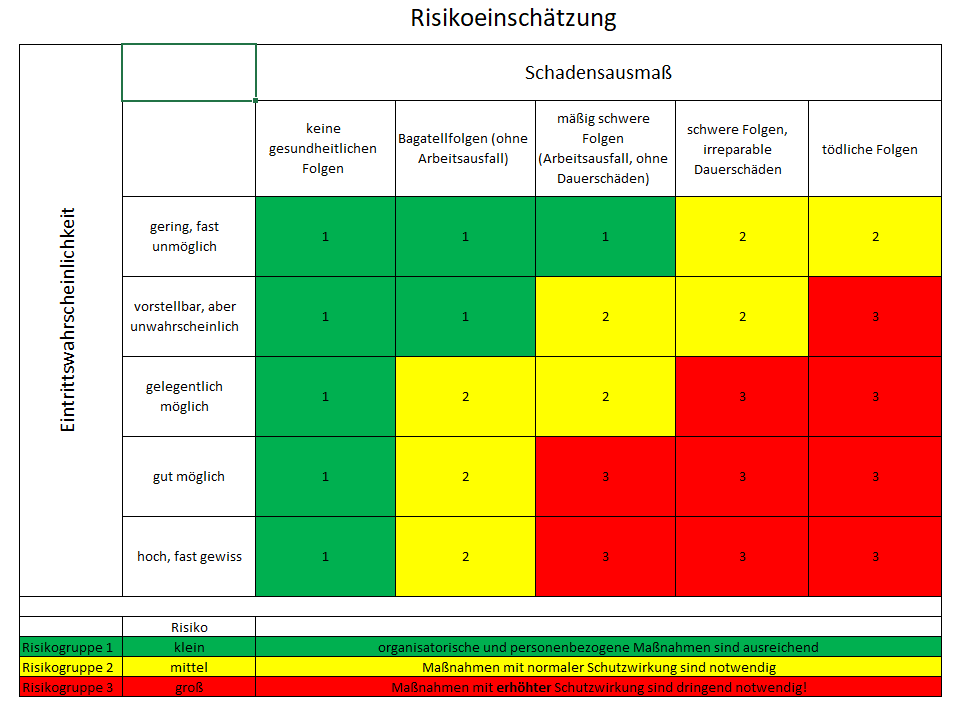 Risikoeinschätzung
Schadensausmaß
keine
gesundheitlichen
Folgen
Bagatellfolgen (ohne
Arbeitsausfall)
mäßig schwere
Folgen
(Arbeitsausfall, ohne
Dauerschäden)
schwere Folgen,
irreparable
Dauerschäden
tödliche Folgen
Eintrittswahrscheinlichkeit
gering, fast
unmöglich
1 1 1 2 2
vorstellbar, aber
unwahrscheinlich
1 1 2 2 3
gelegentlich
möglich
1 2 2 3 3
gut möglich
1 2 3 3 3
hoch, fast gewiss
1 2 3 3 3
Risiko
Risikogruppe 1 klein organisatorische und personenbezogene Maßnahmen sind ausreichend
Risikogruppe 2 mittel Maßnahmen mit normaler Schutzwirkung sind notwendig
Risikogruppe 3 groß Maßnahmen mit erhöhter Schutzwirkung sind dringend notwendig!